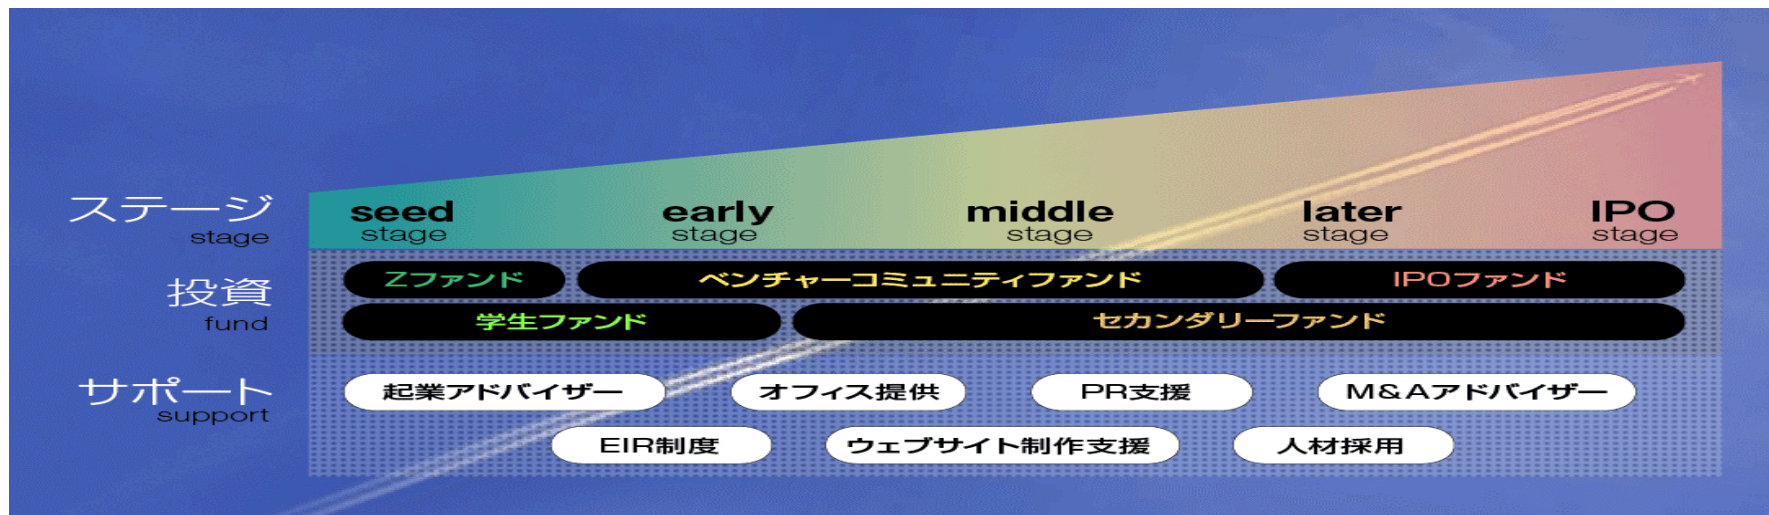 ステージ
stage
seed
stage
early
stage
middle
stage
later
stage
IPO
stage
投資
fund
Zファンド
ベンチャーコミュニティファンド
IPOファンド
学生ファンド
セカンダリーファンド
サポート
support
起業アドバイザー
オフィス提供
PR支援
M&Aアドバイザー
EIR制度
ウェブサイト制作支援
人材採用